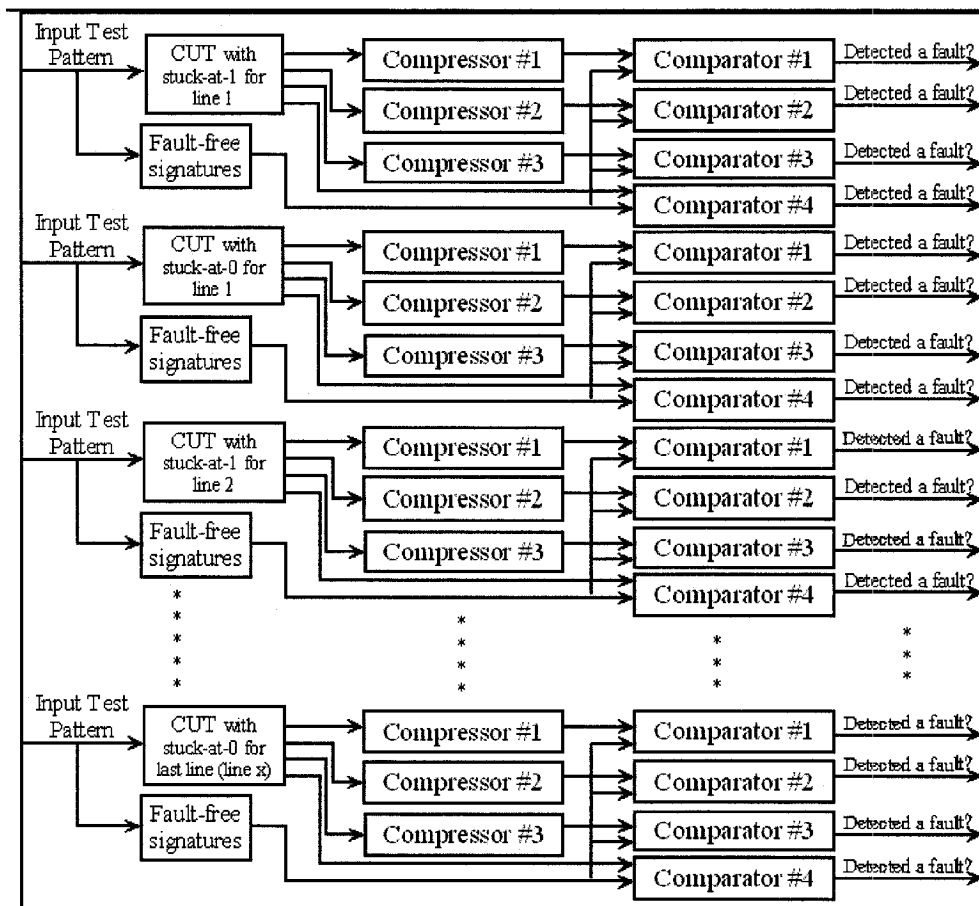 Input Test
Pattern
CUT with
stuck-at-1 for
line 1
Fault-free
signatures
Compressor #1
Compressor #2
Compressor #3
Comparator #1
Comparator #2
Comparator #3
Comparator #4
Detected a fault?
Detected a fault?
Detected a fault?
Detected a fault?
Input Test
Pattern
CUT with
stuck-at-0 for
line 1
Fault-free
signatures
Compressor #1
Compressor #2
Compressor #3
Comparator #1
Comparator #2
Comparator #3
Comparator #4
Detected a fault?
Detected a fault?
Detected a fault?
Detected a fault?
Input Test
Pattern
CUT with
stuck-at-1 for
line 2
Fault-free
signatures
Compressor #1
Compressor #2
Compressor #3
Comparator #1
Comparator #2
Comparator #3
Comparator #4
Detected a fault?
Detected a fault?
Detected a fault?
Detected a fault?
Input Test
Pattern
CUT with
stuck-at-0 for
last line (line x)
Fault-free
signatures
Compressor #1
Compressor #2
Compressor #3
Comparator #1
Comparator #2
Comparator #3
Comparator #4
Detected a fault?
Detected a fault?
Detected a fault?
Detected a fault?